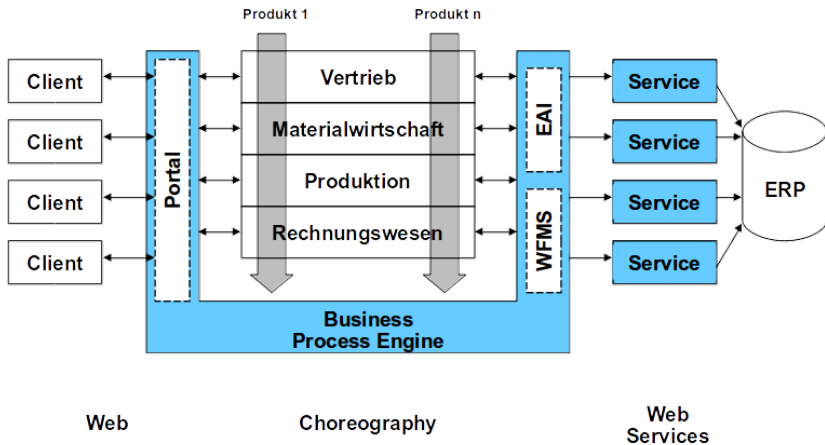 Produkt 1
Produkt n
Client
Client
Client
Client
Portal
Vertrieb
Materialwirtschaft
Produktion
Rechnungswesen
EAI
WFMS
Business
Process Engine
Service
Service
Service
Service
ERP
Web
Choreography
Web
Services